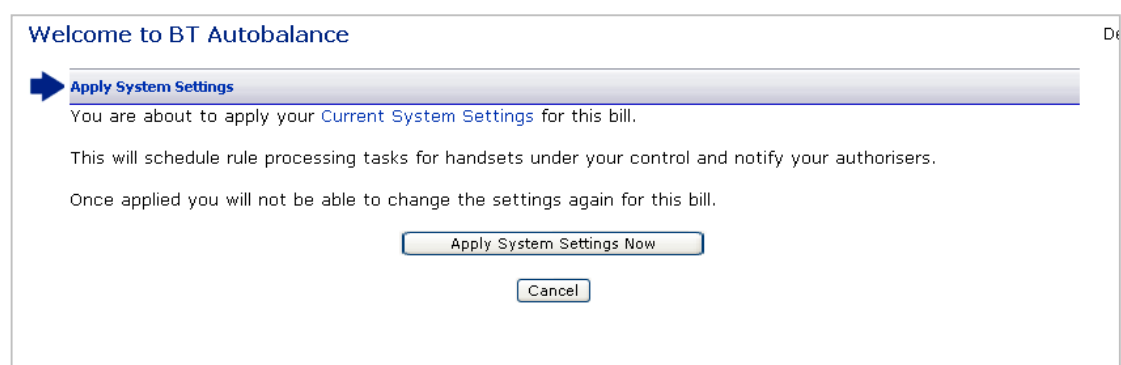 Welcome to BT Autobalance
Apply System Settings
You are about to apply your Current System Settings for this bill.
This will schedule rule processing tasks for handsets under your control and notify your authorisers.
Once applied you will not be able to change the settings again for this bill.
Apply System Settings Now
Cancel